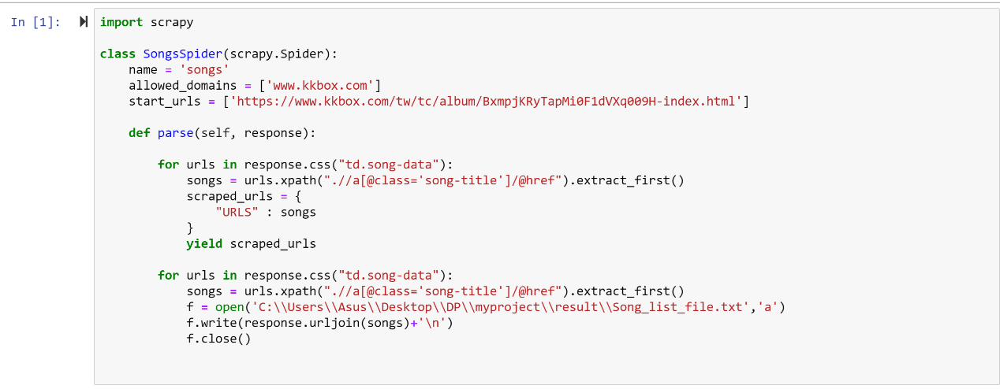 In [1]:
import scrapy
class SongsSpider(scrapy.Spider):
    name = 'songs'
    allowed_domains = ['www.kkbox.com']
    start_urls = ['https://www.kkbox.com/tw/tc/album/BxmpjKRyTapMi0F1dVXq009H-index.html']
    def parse(self, response):
        for urls in response.css("td.song-data"):
            songs = urls.xpath(".//a[@class='song-title']/@href").extract_first()
            scraped_urls = {
                "URLS" : songs
            }
            yield scraped_urls
        for urls in response.css("td.song-data"):
            songs = urls.xpath(".//a[@class='song-title']/@href").extract_first()
            f = open('C:\\Users\\Asus\\Desktop\\DP\\myproject\\result\\Song_list_file.txt','a')
            f.write(response.urljoin(songs)+'\n')
            f.close()